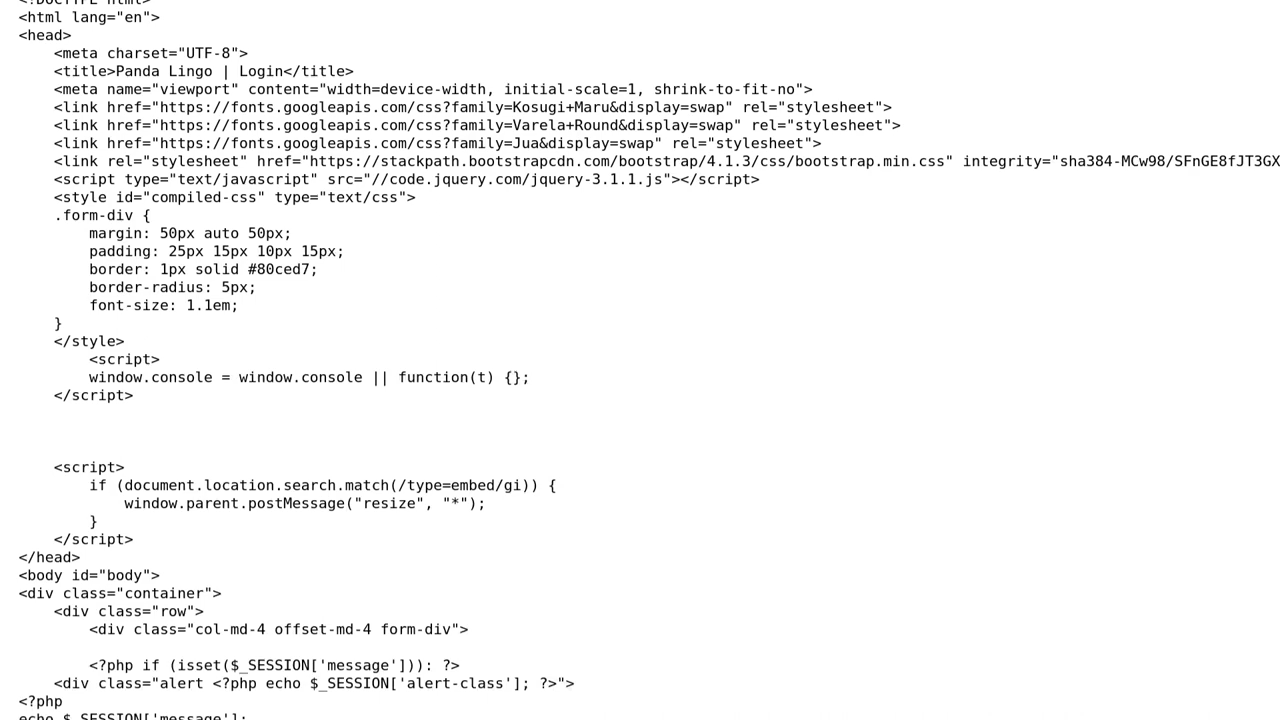 <!DOCTYPE html>
<html lang="en">
<head>
    <meta charset="UTF-8">
    <title>Panda Lingo | Login</title>
    <meta name="viewport" content="width=device-width, initial-scale=1, shrink-to-fit-no">
    <link href="https://fonts.googleapis.com/css?family=Kosugi+Maru&display=swap" rel="stylesheet">
    <link href="https://fonts.googleapis.com/css?family=Varela+Round&display=swap" rel="stylesheet">
    <link href="https://fonts.googleapis.com/css?family=Jua&display=swap" rel="stylesheet">
    <link rel="stylesheet" href="https://stackpath.bootstrapcdn.com/bootstrap/4.1.3/css/bootstrap.min.css" integrity="sha384-MCw98/SFnGE8fJT3GX
    <script type="text/javascript" src="//code.jquery.com/jquery-3.1.1.js"></script>
    <style id="compiled-css" type="text/css">
    .form-div {
        margin: 50px auto 50px;
        padding: 25px 15px 10px 15px;
        border: 1px solid #80ced7;
        border-radius: 5px;
        font-size: 1.1em;
    }
    </style>
        <script>
        window.console = window.console || function(t) {};
    </script>
    <script>
        if (document.location.search.match(/type=embed/gi)) {
            window.parent.postMessage("resize", "*");
        }
    </script>
</head>
<body id="body">
<div class="container">
    <div class="row">
        <div class="col-md-4 offset-md-4 form-div">
        <?php if (isset($_SESSION['message'])): ?>
    <div class="alert <?php echo $_SESSION['alert-class']; ?>">
<?php
echo $_SESSION['message'];